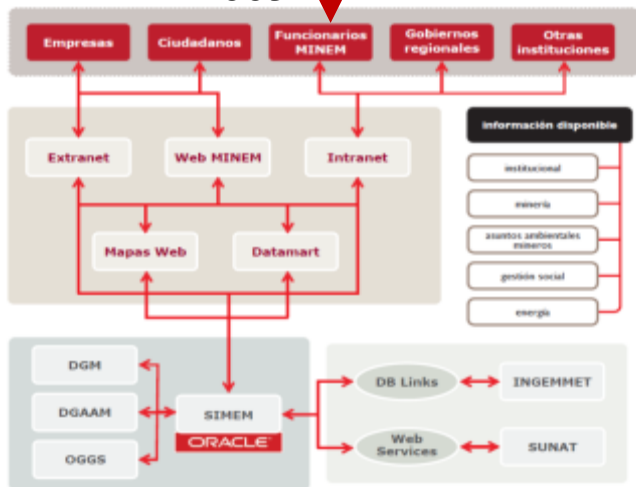 Empresas
Ciudadanos
Funcionarios
MINEM
Gobiernos
regionales
Otras
instituciones
información disponible
Extranet
Web MINEM
Intranet
institucional
minería
asuntos ambientales
mineros
gestión social
energía
Mapas Web
Datamart
DGM
DGAAM
OGGS
SIMEM
ORACLE
DB Links
INGEMMET
Web
Services
SUNAT